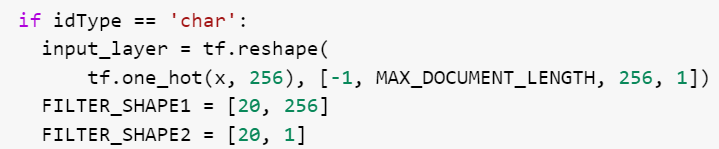 if idType == 'char':
input_layer = tf.reshape(
tf.one_hot(x, 256), [-1, MAX_DOCUMENT_LENGTH, 256, 1])
FILTER_SHAPE1 = [20, 256]
FILTER_SHAPE2 = [20, 1]